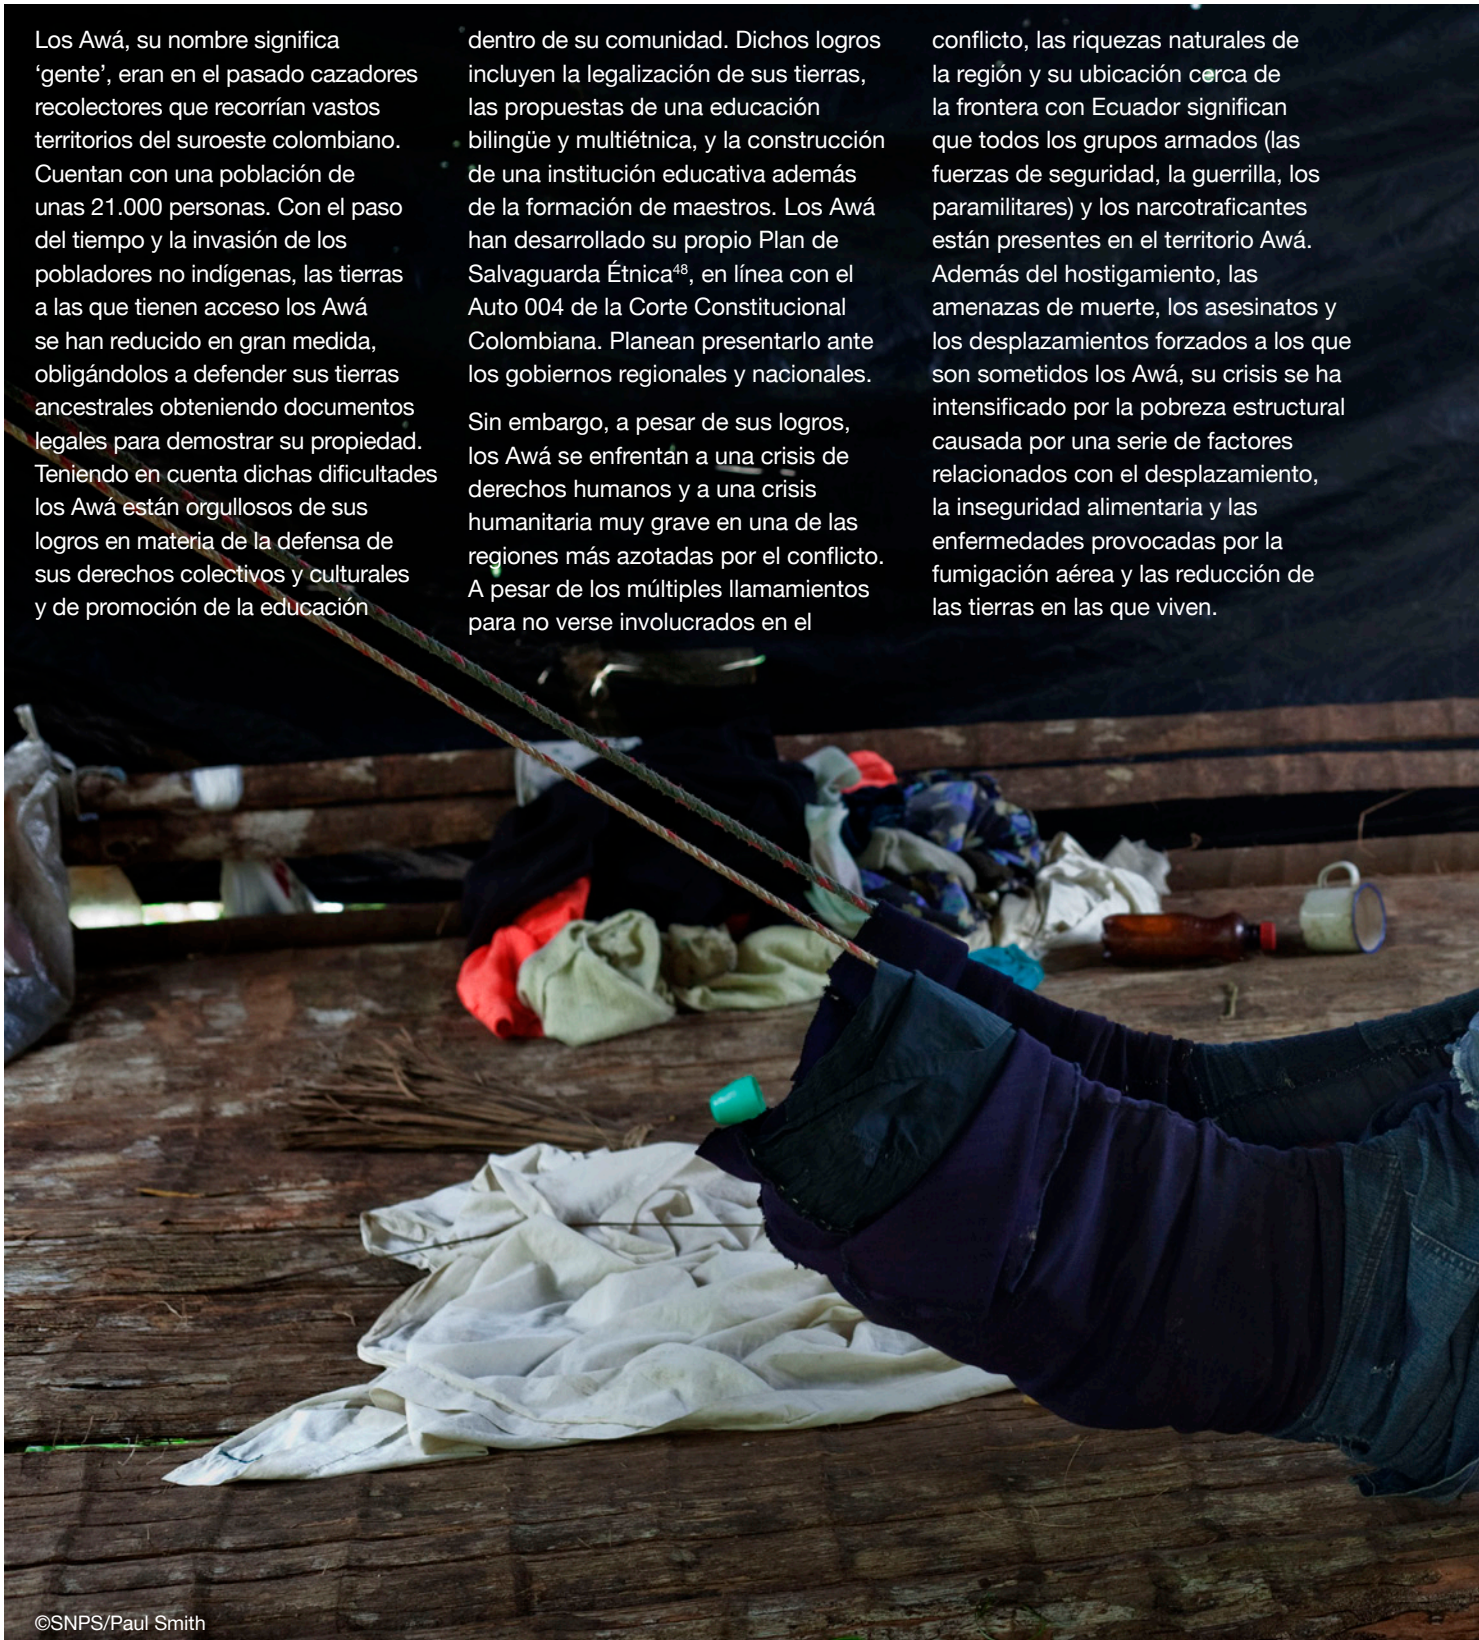 Los Awá, su nombre significa
‘gente’, eran en el pasado cazadores
recolectores que recorrían vastos
territorios del suroeste colombiano.
Cuentan con una población de
unas 21.000 personas. Con el paso
del tiempo y la invasión de los
pobladores no indígenas, las tierras
a las que tienen acceso los Awá
se han reducido en gran medida,
obligándolos a defender sus tierras
ancestrales obteniendo documentos
legales para demostrar su propiedad.
Teniendo en cuenta dichas dificultades
los Awá están orgullosos de sus
logros en materia de la defensa de
sus derechos colectivos y culturales
y de promoción de la educación
dentro de su comunidad. Dichos logros
incluyen la legalización de sus tierras,
las propuestas de una educación
bilingüe y multiétnica, y la construcción
de una institución educativa además
de la formación de maestros. Los Awá
han desarrollado su propio Plan de
Salvaguarda Étnica⁴⁸, en línea con el
Auto 004 de la Corte Constitucional
Colombiana. Planean presentarlo ante
los gobiernos regionales y nacionales.
Sin embargo, a pesar de sus logros,
los Awá se enfrentan a una crisis de
derechos humanos y a una crisis
humanitaria muy grave en una de las
regiones más azotadas por el conflicto.
A pesar de los múltiples llamamientos
para no verse involucrados en el
conflicto, las riquezas naturales de
la región y su ubicación cerca de
la frontera con Ecuador significan
que todos los grupos armados (las
fuerzas de seguridad, la guerrilla, los
paramilitares) y los narcotraficantes
están presentes en el territorio Awá.
Además del hostigamiento, las
amenazas de muerte, los asesinatos y
los desplazamientos forzados a los que
son sometidos los Awá, su crisis se ha
intensificado por la pobreza estructural
causada por una serie de factores
relacionados con el desplazamiento,
la inseguridad alimentaria y las
enfermedades provocadas por la
fumigación aérea y las reducción de
las tierras en las que viven.
©SNPS/Paul Smith